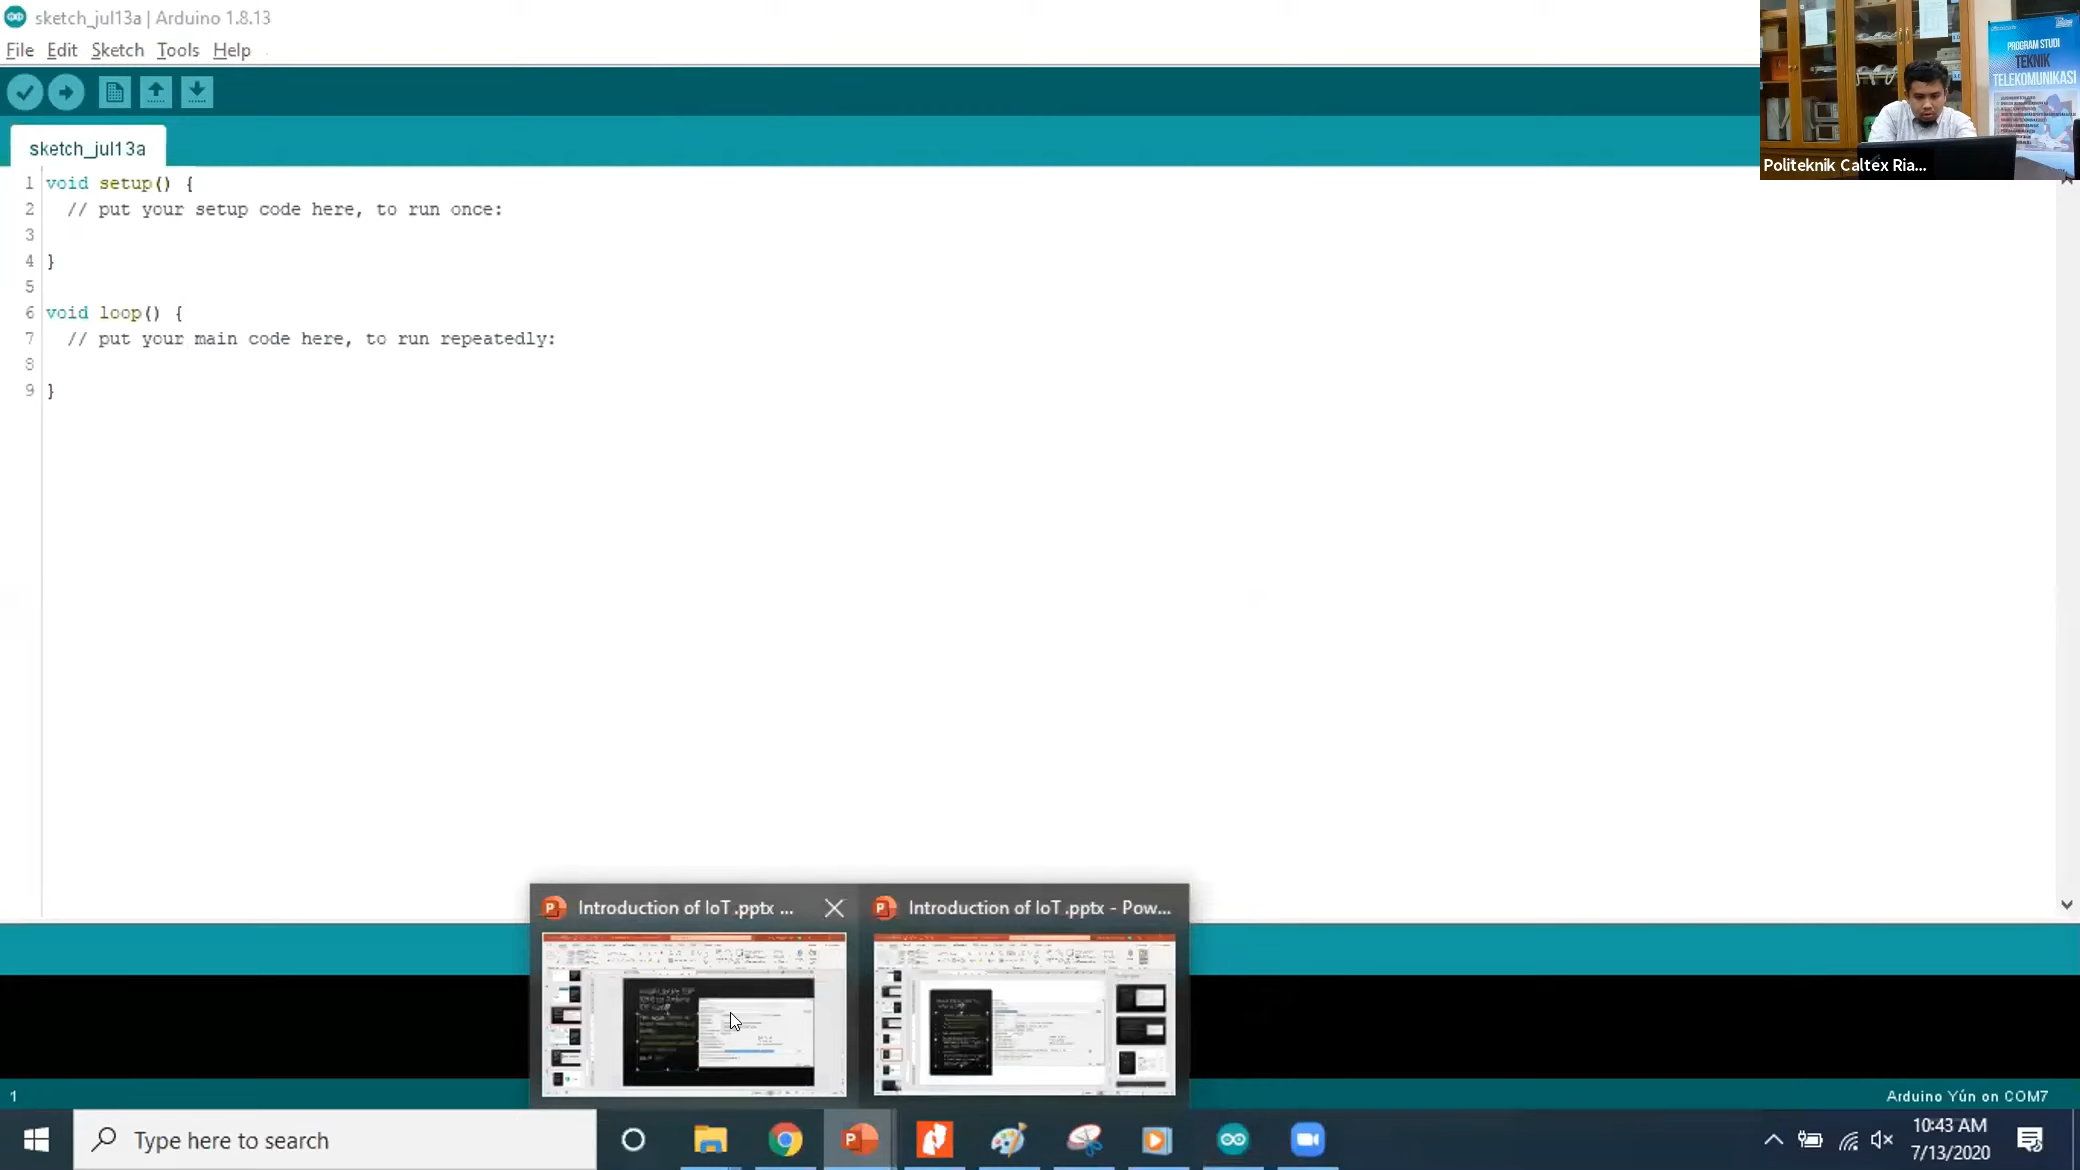 sketch_jul13a | Arduino 1.8.13
File Edit Sketch Tools Help
sketch_jul13a
1 void setup() {
2 // put your setup code here, to run once:
3
4 }
5
6 void loop() {
7 // put your main code here, to run repeatedly:
8
9 }
PROGRAM STUDI
TEKNIK
TELEKOMUNIKASI
Politeknik Caltex Ria...
Introduction of IoT.pptx ...
Introduction of IoT.pptx - Pow...
1
Arduino Yún on COM7
Type here to search
10:43 AM
7/13/2020